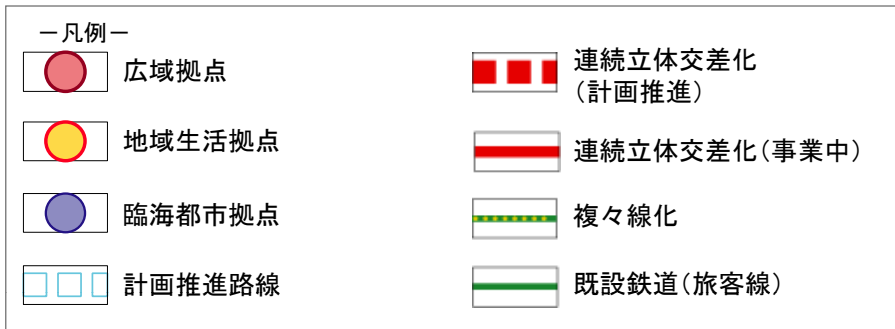 －凡例－
広域拠点
地域生活拠点
臨海都市拠点
計画推進路線
連続立体交差化
（計画推進）
連続立体交差化（事業中）
複々線化
既設鉄道（旅客線）